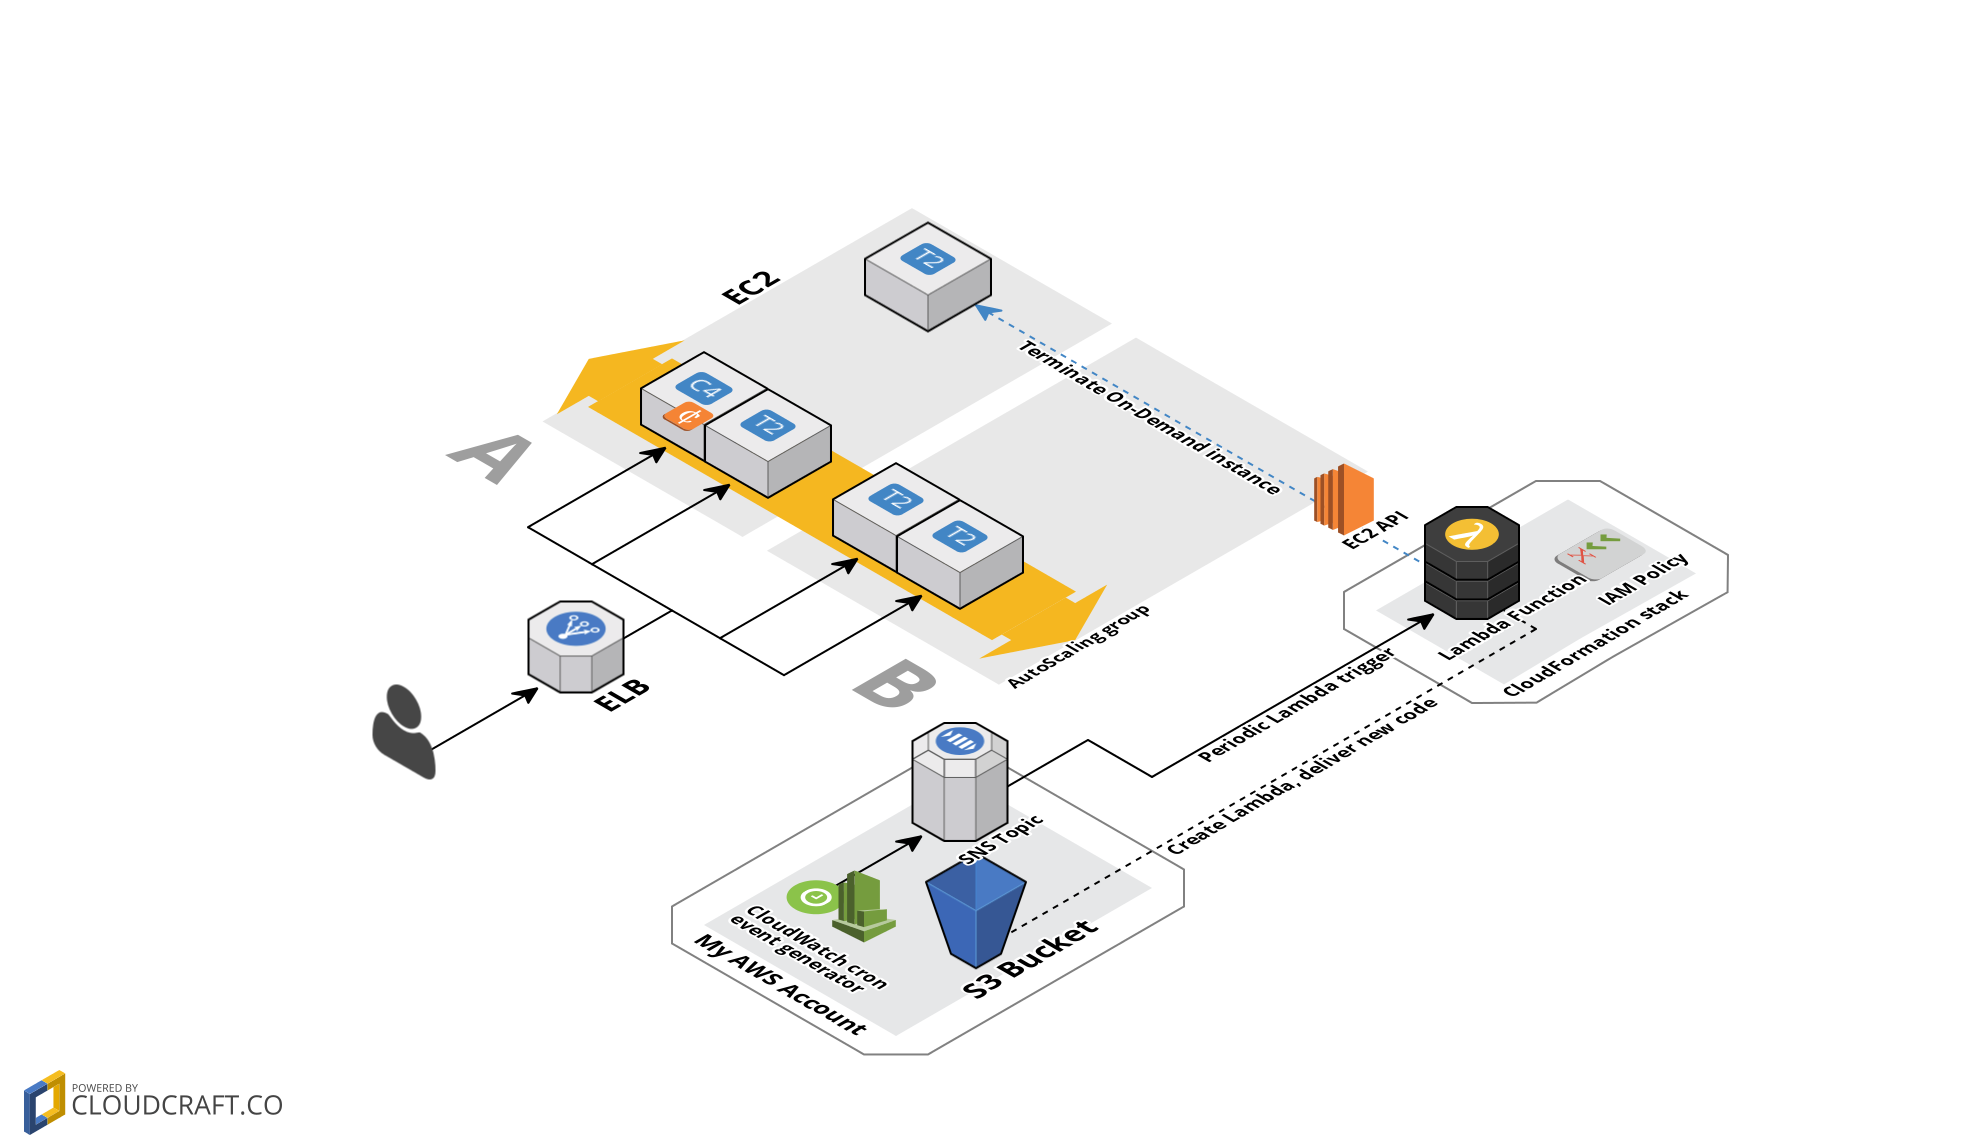 T2
EC2
C4
T2
A
T2
T2
Terminate On-Demand instance
EC2 API
AutoScaling group
B
ELB
Lambda Function
IAM Policy
CloudFormation stack
Periodic Lambda trigger
Create Lambda, deliver new code
SNS Topic
CloudWatch cron
event generator
S3 Bucket
My AWS Account
POWERED BY
CLOUDCRAFT.CO